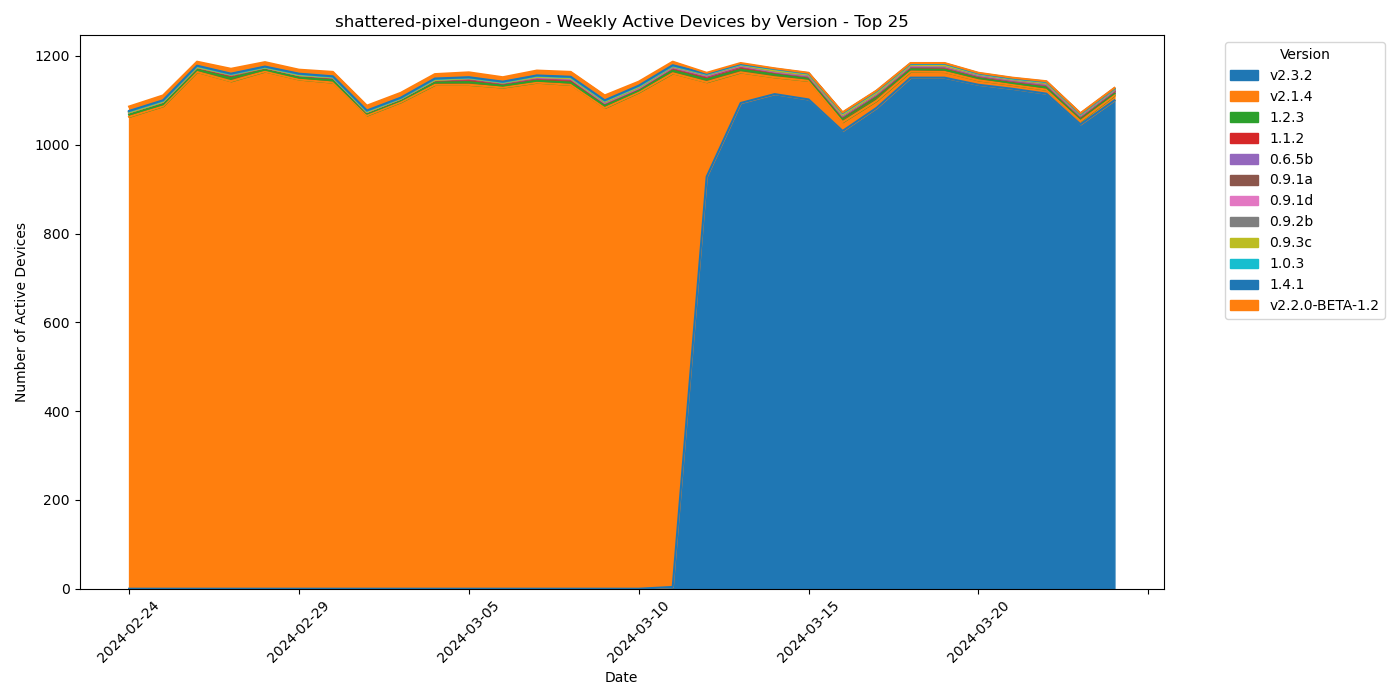 shattered-pixel-dungeon - Weekly Active Devices by Version - Top 25
1200
1000
800
600
400
200
0
Number of Active Devices
2024-02-24
2024-02-29
2024-03-05
2024-03-10
2024-03-15
2024-03-20
Date
Version
v2.3.2
v2.1.4
1.2.3
1.1.2
0.6.5b
0.9.1a
0.9.1d
0.9.2b
0.9.3c
1.0.3
1.4.1
v2.2.0-BETA-1.2